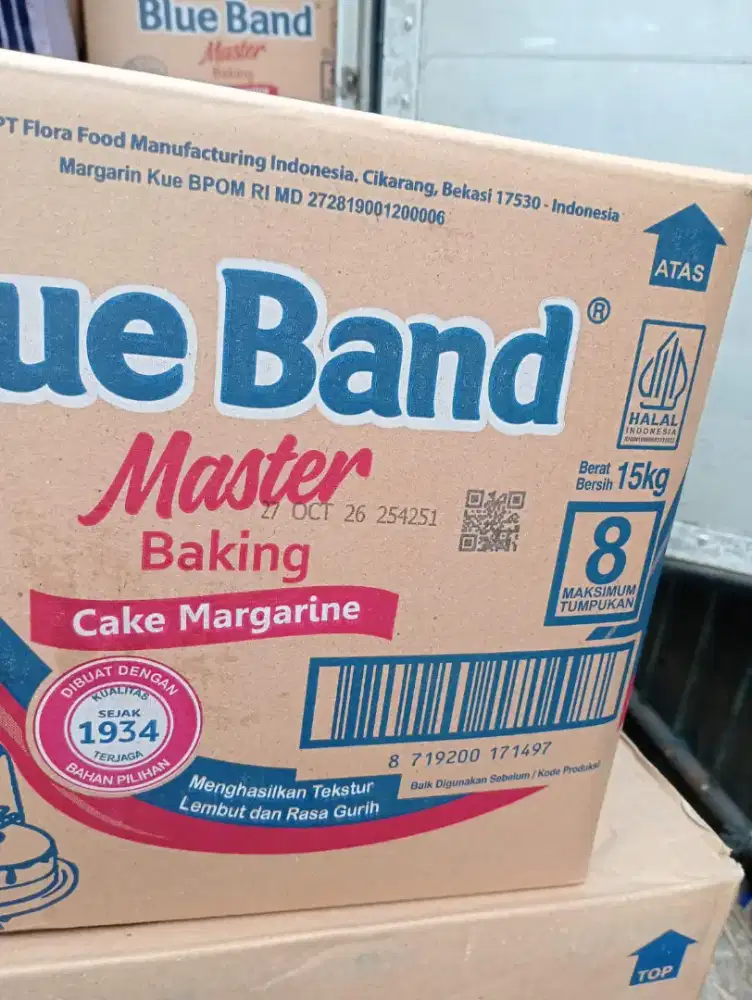 Blue Band
Master
Baking
PT Flora Food Manufacturing Indonesia. Cikarang, Bekasi 17530 - Indonesia
Margarin Kue BPOM RI MD 272819001200006
ATAS
ue Band®
HALAL
INDONESIA
Master
27 OCT 26 254251
Baking
Berat
Bersih 15kg
8
MAKSIMUM
TUMPUKAN
Cake Margarine
DIBUAT DENGAN
KUALITAS
SEJAK
1934
TERJAGA
BAHAN PILIHAN
8 719200 171497
Baik Digunakan Sebelum / Kode Produksi
Menghasilkan Tekstur
Lembut dan Rasa Gurih
TOP